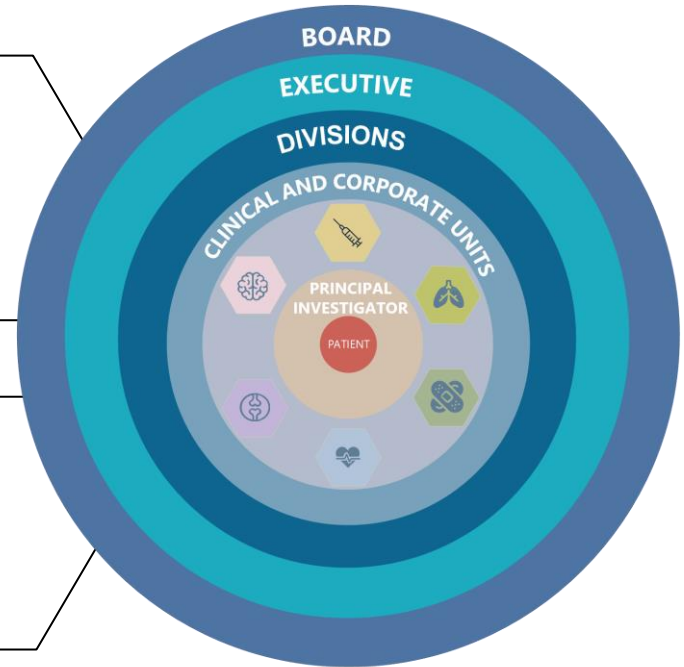 BOARD
EXECUTIVE
DIVISIONS
CLINICAL AND CORPORATE UNITS
PRINCIPAL
INVESTIGATOR
PATIENT